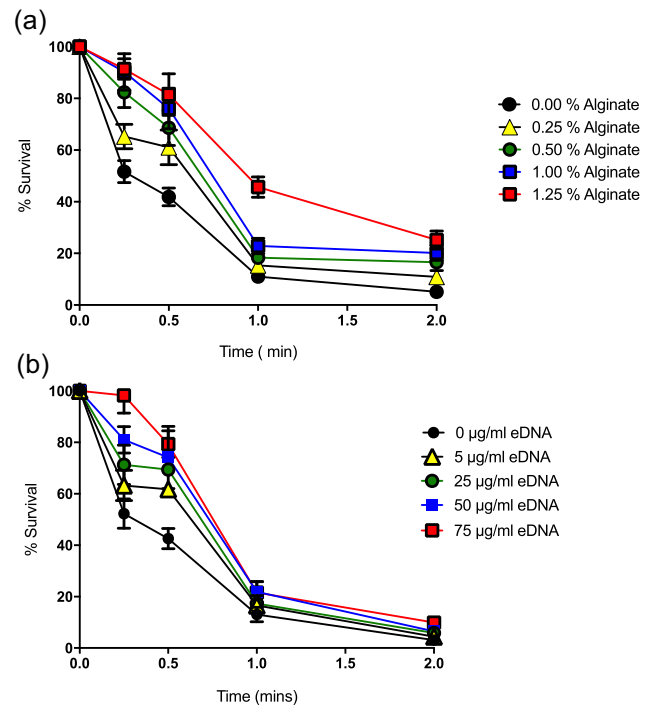 (a)
100
80
60
40
20
0
% Survival
0.0 0.5 1.0 1.5 2.0
Time ( min)
0.00 % Alginate
0.25 % Alginate
0.50 % Alginate
1.00 % Alginate
1.25 % Alginate
(b)
100
80
60
40
20
0
% Survival
0.0 0.5 1.0 1.5 2.0
Time (mins)
0 µg/ml eDNA
5 µg/ml eDNA
25 µg/ml eDNA
50 µg/ml eDNA
75 µg/ml eDNA